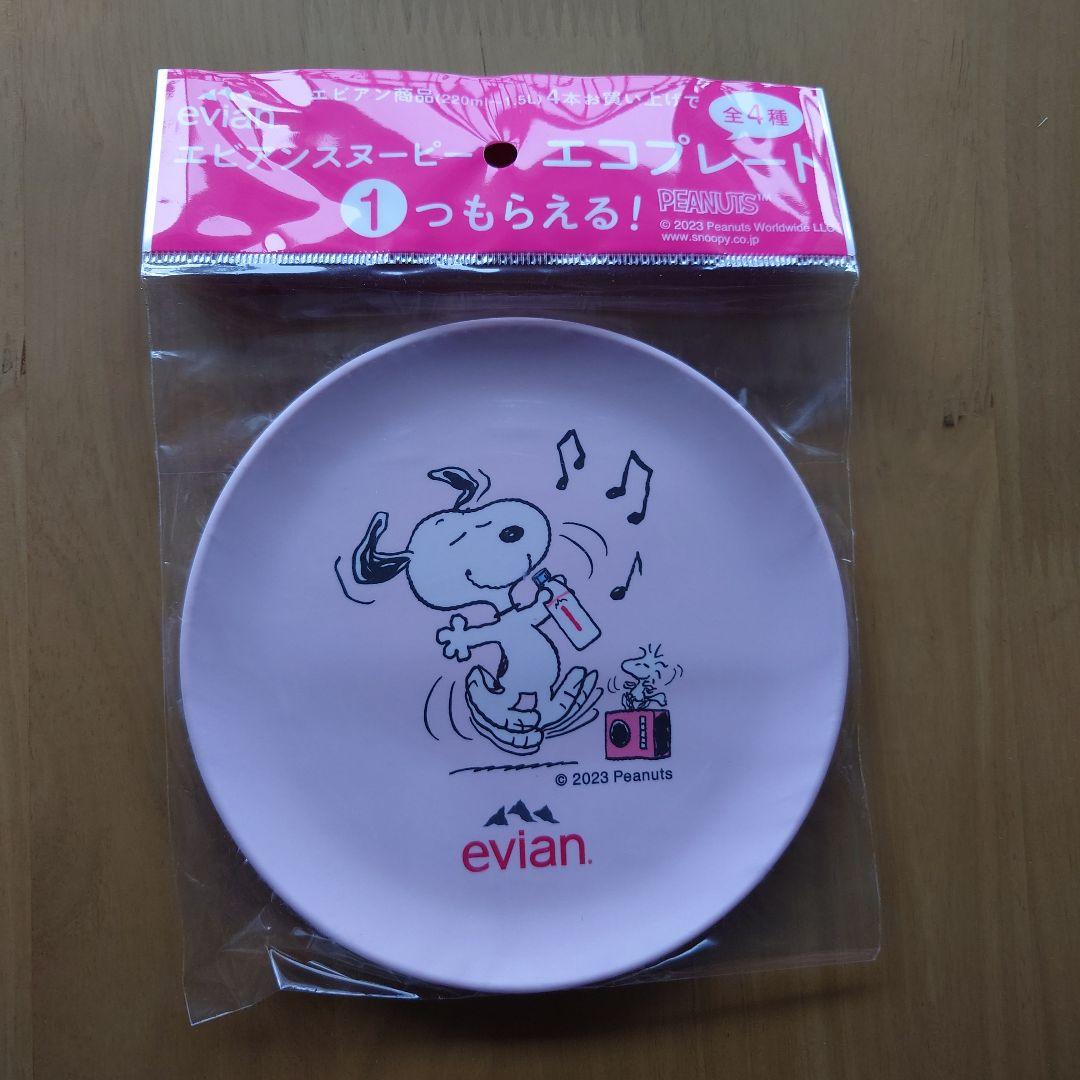 エビアン商品(220ml~1.5L)4本お買い上げで
evian.
全4種
エビアンスヌーピー エコプレート
1つもらえる!
PEANUTS™
© 2023 Peanuts Worldwide LLC
www.snoopy.co.jp
© 2023 Peanuts
evian.